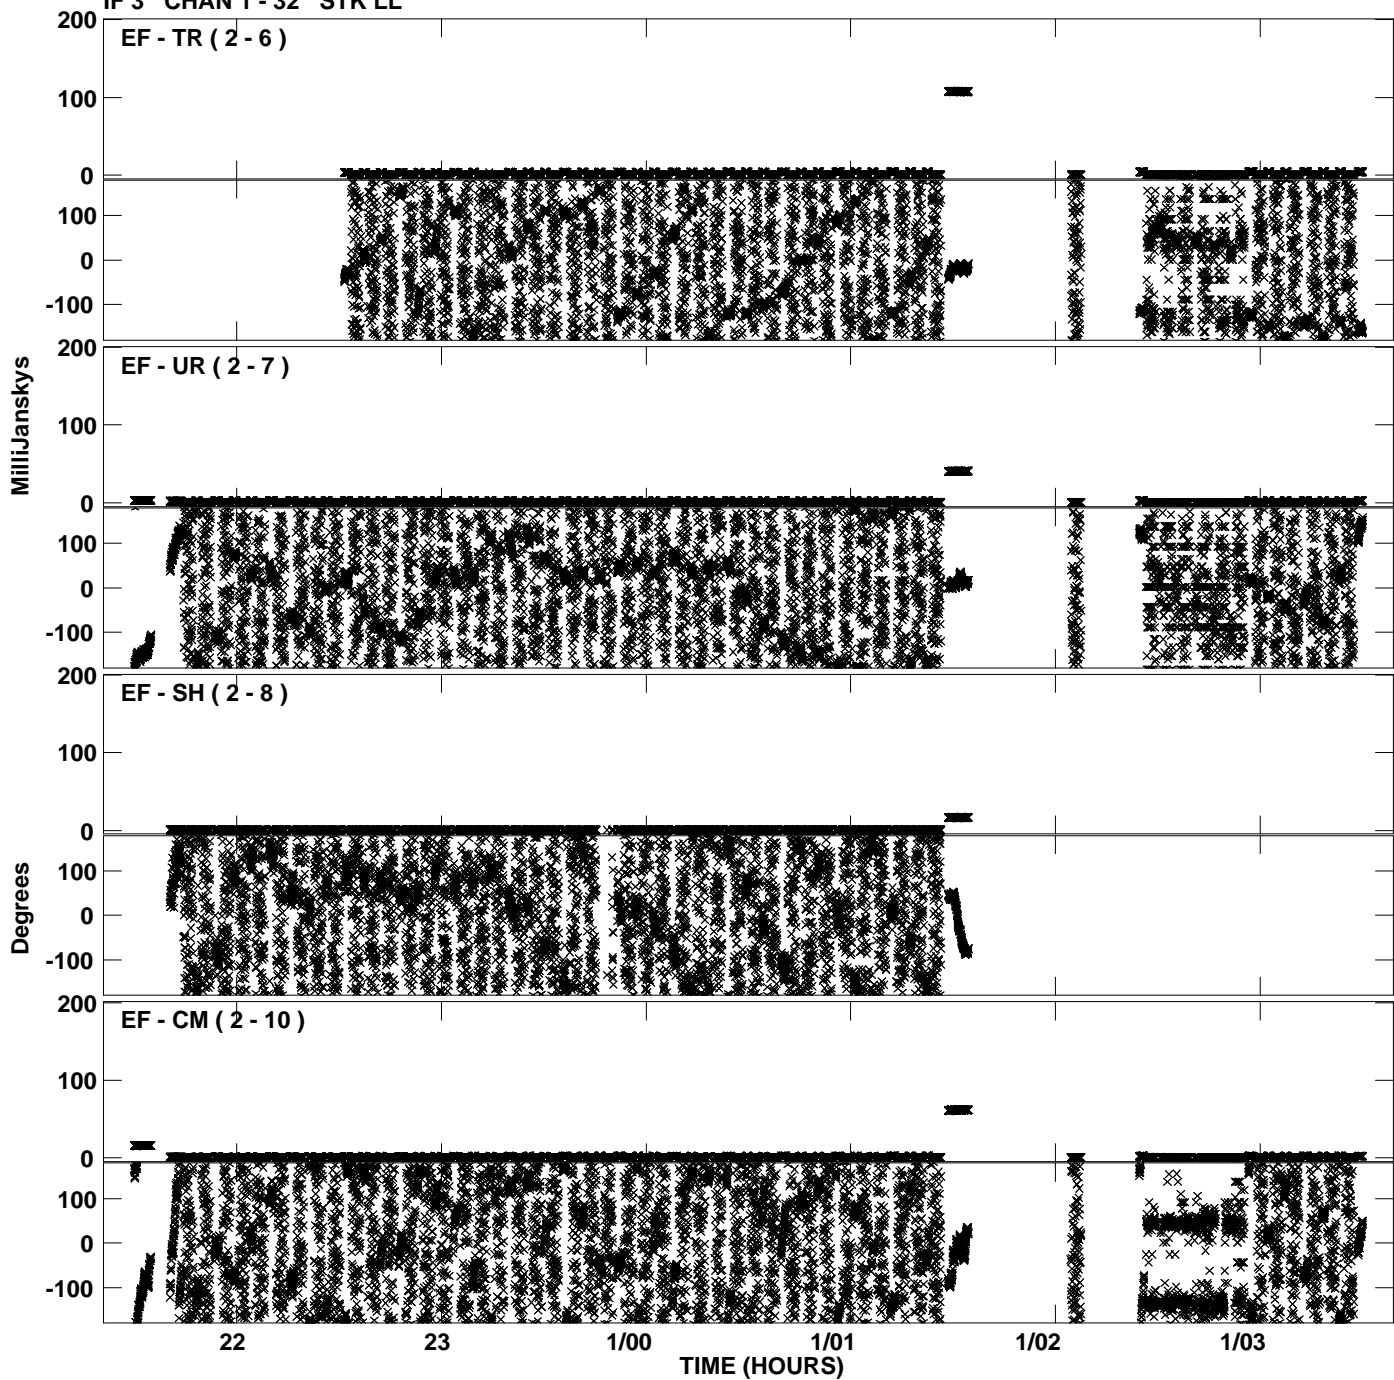 IF 3 CHAN 1 - 32 STK LL
200
EF - TR ( 2 - 6 )
100
0
100
0
-100
200
EF - UR ( 2 - 7 )
100
0
100
0
-100
MilliJanskys
200
EF - SH ( 2 - 8 )
100
0
100
0
-100
Degrees
200
EF - CM ( 2 - 10 )
100
0
100
0
-100
22 23 1/00 1/01 1/02 1/03
TIME (HOURS)